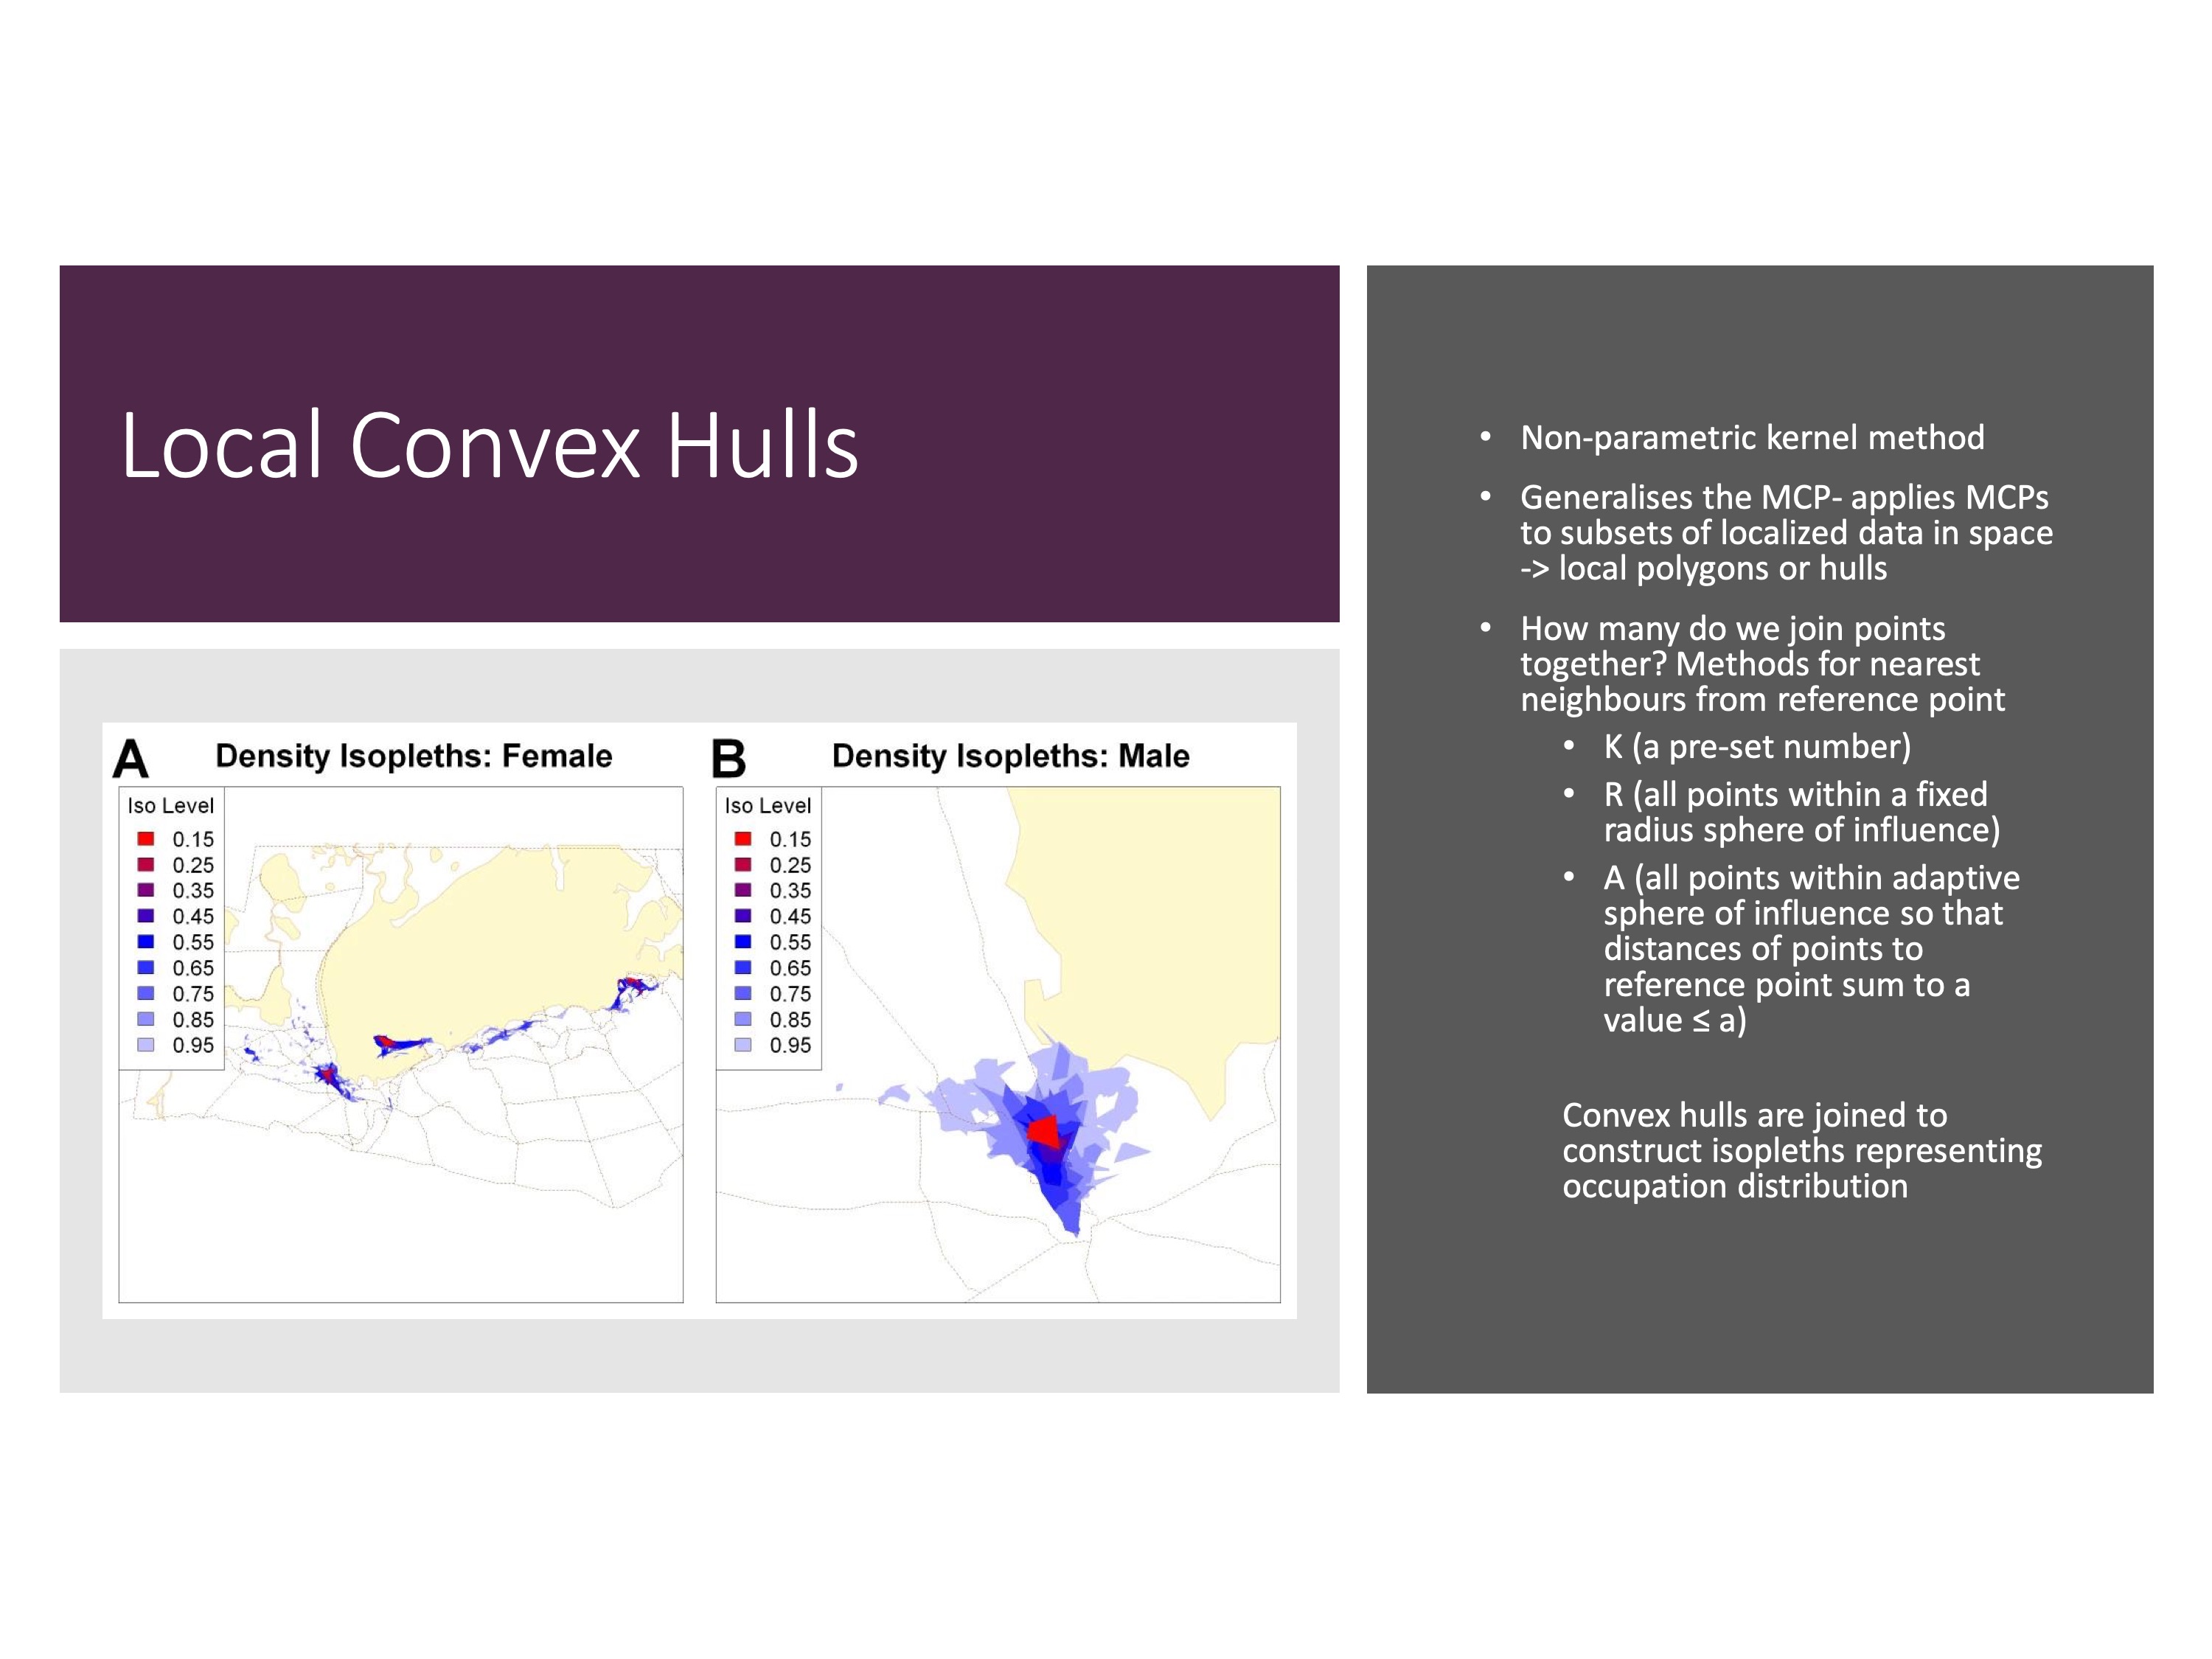 Local Convex Hulls
A
Density Isopleths: Female
Iso Level
0.15
0.25
0.35
0.45
0.55
0.65
0.75
0.85
0.95
B
Density Isopleths: Male
Iso Level
0.15
0.25
0.35
0.45
0.55
0.65
0.75
0.85
0.95
• Non-parametric kernel method
• Generalises the MCP- applies MCPs
to subsets of localized data in space
-> local polygons or hulls
• How many do we join points
together? Methods for nearest
neighbours from reference point
• K (a pre-set number)
• R (all points within a fixed
radius sphere of influence)
• A (all points within adaptive
sphere of influence so that
distances of points to
reference point sum to a
value ≤ a)
Convex hulls are joined to
construct isopleths representing
occupation distribution